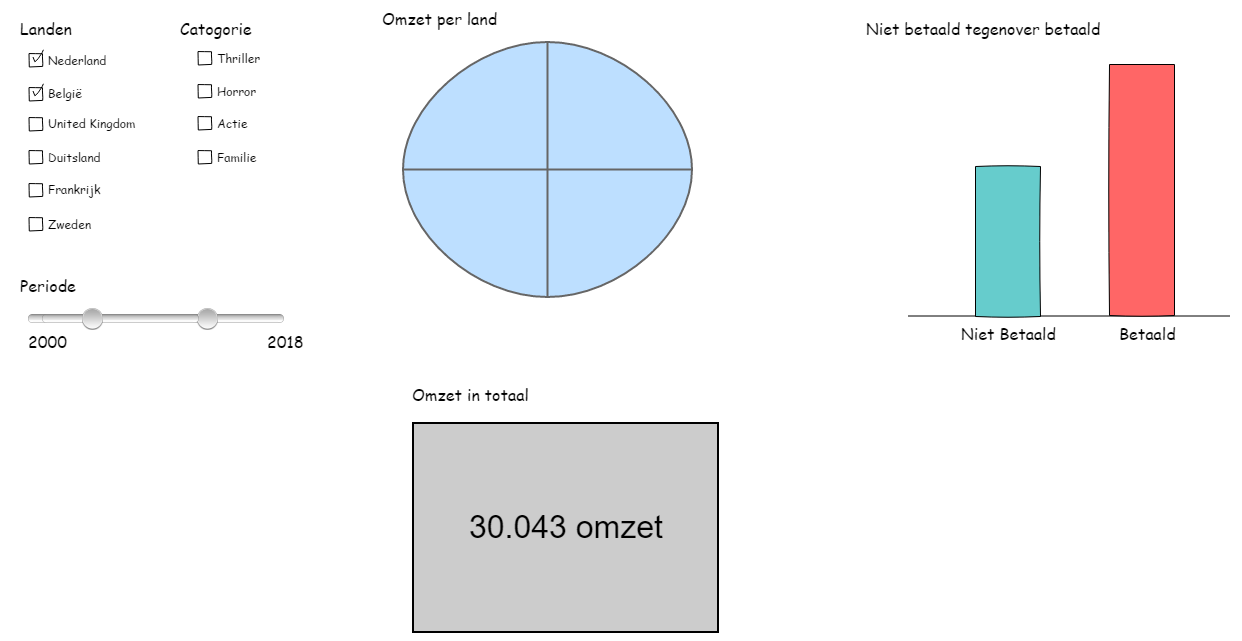 Landen
Nederland
België
United Kingdom
Duitsland
Frankrijk
Zweden
Catogorie
Thriller
Horror
Actie
Familie
Periode
2000
2018
Omzet per land
Niet betaald tegenover betaald
Niet Betaald
Betaald
Omzet in totaal
30.043 omzet